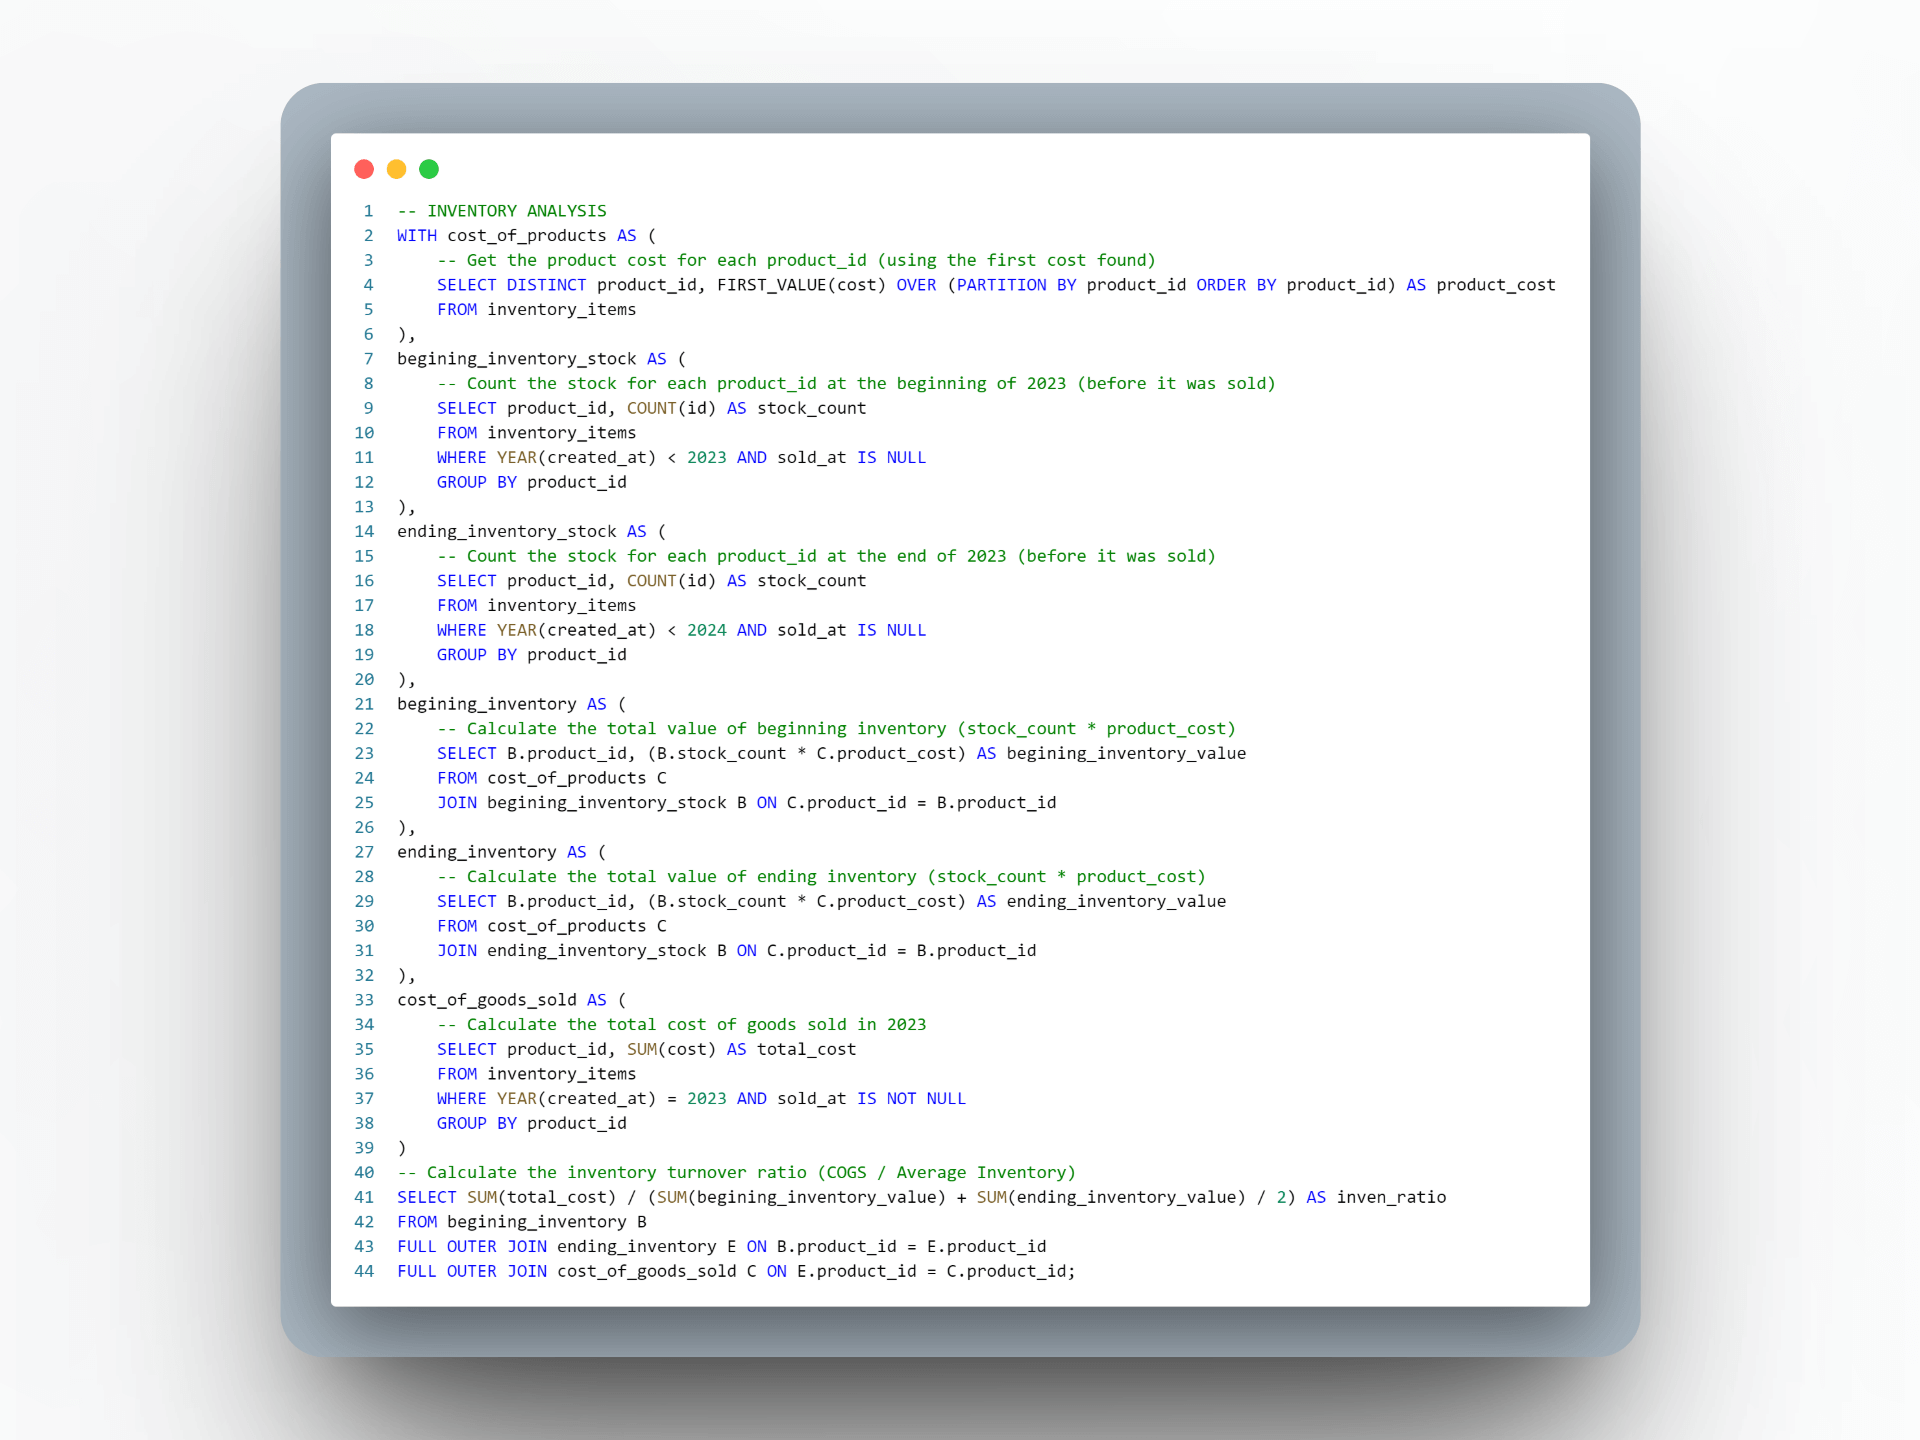 1 -- INVENTORY ANALYSIS
2 WITH cost_of_products AS (
3 -- Get the product cost for each product_id (using the first cost found)
4 SELECT DISTINCT product_id, FIRST_VALUE(cost) OVER (PARTITION BY product_id ORDER BY product_id) AS product_cost
5 FROM inventory_items
6 ),
7 begining_inventory_stock AS (
8 -- Count the stock for each product_id at the beginning of 2023 (before it was sold)
9 SELECT product_id, COUNT(id) AS stock_count
10 FROM inventory_items
11 WHERE YEAR(created_at) < 2023 AND sold_at IS NULL
12 GROUP BY product_id
13 ),
14 ending_inventory_stock AS (
15 -- Count the stock for each product_id at the end of 2023 (before it was sold)
16 SELECT product_id, COUNT(id) AS stock_count
17 FROM inventory_items
18 WHERE YEAR(created_at) < 2024 AND sold_at IS NULL
19 GROUP BY product_id
20 ),
21 begining_inventory AS (
22 -- Calculate the total value of beginning inventory (stock_count * product_cost)
23 SELECT B.product_id, (B.stock_count * C.product_cost) AS begining_inventory_value
24 FROM cost_of_products C
25 JOIN begining_inventory_stock B ON C.product_id = B.product_id
26 ),
27 ending_inventory AS (
28 -- Calculate the total value of ending inventory (stock_count * product_cost)
29 SELECT B.product_id, (B.stock_count * C.product_cost) AS ending_inventory_value
30 FROM cost_of_products C
31 JOIN ending_inventory_stock B ON C.product_id = B.product_id
32 ),
33 cost_of_goods_sold AS (
34 -- Calculate the total cost of goods sold in 2023
35 SELECT product_id, SUM(cost) AS total_cost
36 FROM inventory_items
37 WHERE YEAR(created_at) = 2023 AND sold_at IS NOT NULL
38 GROUP BY product_id
39 )
40 -- Calculate the inventory turnover ratio (COGS / Average Inventory)
41 SELECT SUM(total_cost) / (SUM(begining_inventory_value) + SUM(ending_inventory_value) / 2) AS inven_ratio
42 FROM begining_inventory B
43 FULL OUTER JOIN ending_inventory E ON B.product_id = E.product_id
44 FULL OUTER JOIN cost_of_goods_sold C ON E.product_id = C.product_id;